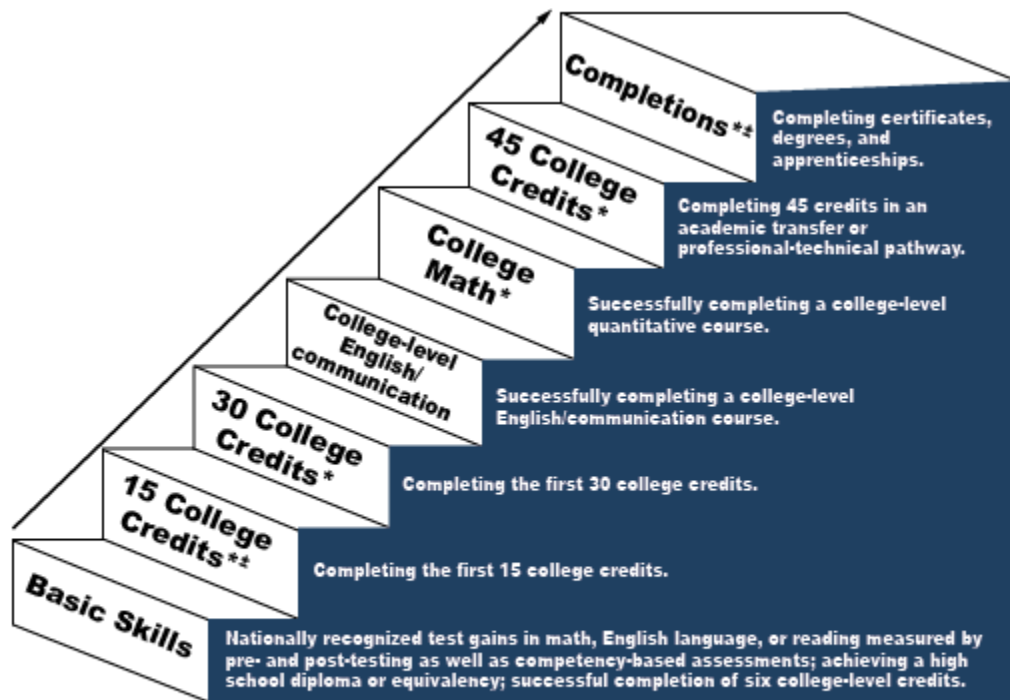 Completions*±
Completing certificates,
degrees, and
apprenticeships.
45 College
Credits*
Completing 45 credits in an
academic transfer or
professional-technical pathway.
College
Math*
Successfully completing a college-level
quantitative course.
College-level
English/
communication
Successfully completing a college-level
English/communication course.
30 College
Credits*
Completing the first 30 college credits.
15 College
Credits*±
Completing the first 15 college credits.
Basic Skills
Nationally recognized test gains in math, English language, or reading measured by
pre- and post-testing as well as competency-based assessments; achieving a high
school diploma or equivalency; successful completion of six college-level credits.